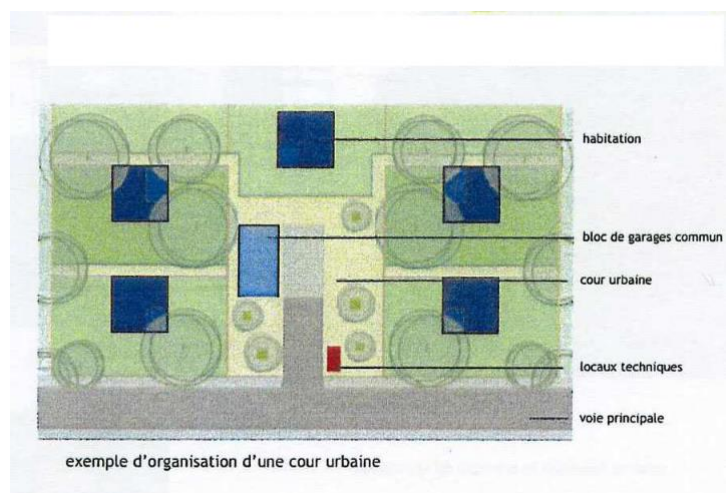 habitation
bloc de garages commun
cour urbaine
locaux techniques
voie principale
exemple d'organisation d'une cour urbaine